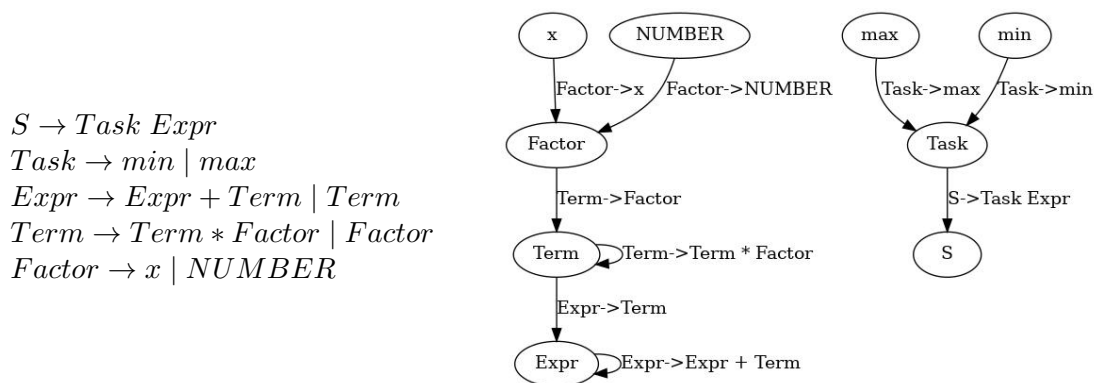 S → Task Expr
Task → min | max
Expr → Expr + Term | Term
Term → Term ∗ Factor | Factor
Factor → x | NUMBER
x
NUMBER
max
min
Factor->x
Factor->NUMBER
Task->max
Task->min
Factor
Task
Term->Factor
S->Task Expr
Term
Term->Term * Factor
S
Expr->Term
Expr
Expr->Expr + Term